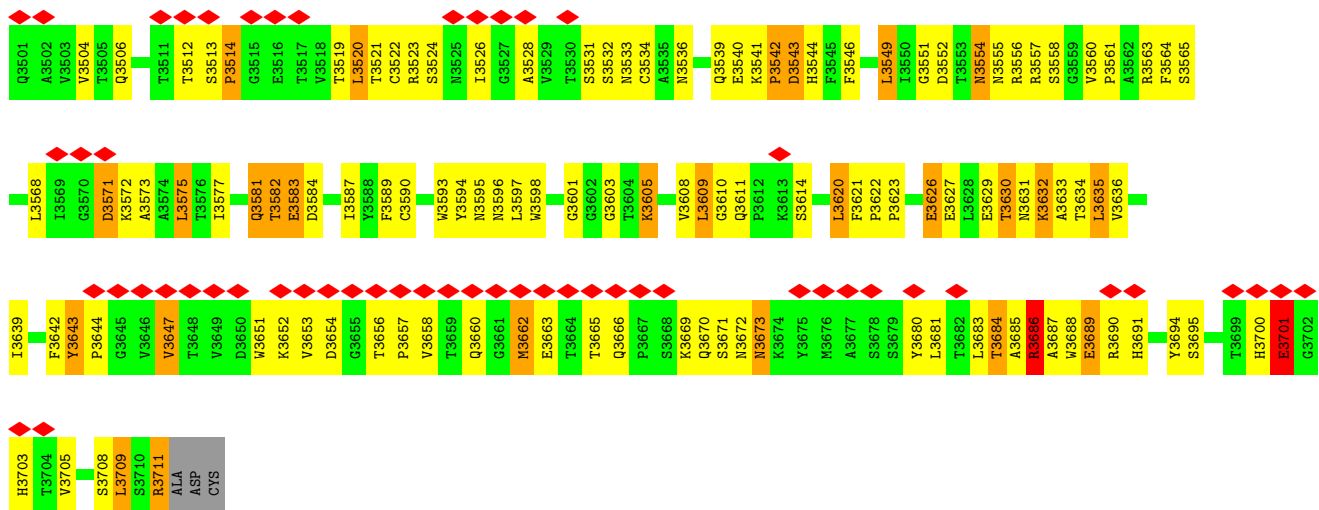 Q3501 A3502 V3503 V3504 T3505 Q3506 T3511 T3512 S3513 P3514 G3515 E3516 T3517 V3518 T3519 L3520 T3521 C3522 R3523 S3524 N3525 I3526 G3527 A3528 V3529 T3530 S3531 S3532 N3533 C3534 A3535 N3536 Q3539 E3540 K3541 P3542 D3543 H3544 F3545 F3546 L3549 I3550 G3551 D3552 T3553 N3554 N3555 R3556 R3557 S3558 G3559 V3560 P3561 A3562 R3563 F3564 S3565
L3568 I3569 G3570 D3571 K3572 A3573 A3574 L3575 T3576 I3577 Q3581 T3582 E3583 D3584 I3587 Y3588 F3589 C3590 W3593 Y3594 N3595 N3596 L3597 W3598 G3601 G3602 G3603 T3604 K3605 V3608 L3609 G3610 Q3611 P3612 K3613 S3614 L3620 F3621 P3622 P3623 E3626 E3627 L3628 E3629 T3630 N3631 K3632 A3633 T3634 L3635 V3636
I3639 F3642 Y3643 P3644 G3645 V3646 V3647 T3648 V3649 D3650 W3651 K3652 V3653 D3654 G3655 T3656 P3657 V3658 T3659 Q3660 G3661 M3662 E3663 T3664 T3665 Q3666 P3667 S3668 K3669 Q3670 S3671 N3672 N3673 K3674 Y3675 M3676 A3677 S3678 S3679 Y3680 L3681 T3682 L3683 T3684 A3685 R3686 A3687 W3688 E3689 R3690 H3691 Y3694 S3695 T3699 H3700 E3701 G3702
H3703 T3704 V3705 S3708 L3709 S3710 R3711 ALA ASP CYS